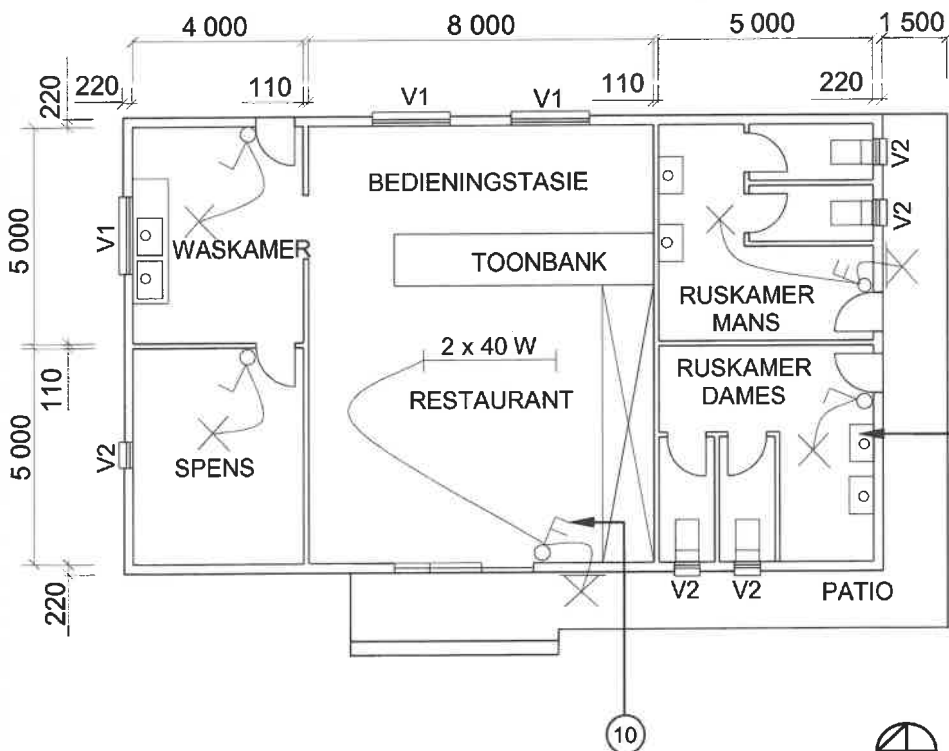 4 000
8 000
5 000
1 500
220
110
110
220
220
V1
V1
5 000
V1
BEDIENINGSTASIE
V2
V2
WASKAMER
TOONBANK
RUSKAMER
MANS
110
2 x 40 W
RUSKAMER
DAMES
RESTAURANT
5 000
V2
SPENS
220
V2
V2
PATIO
10